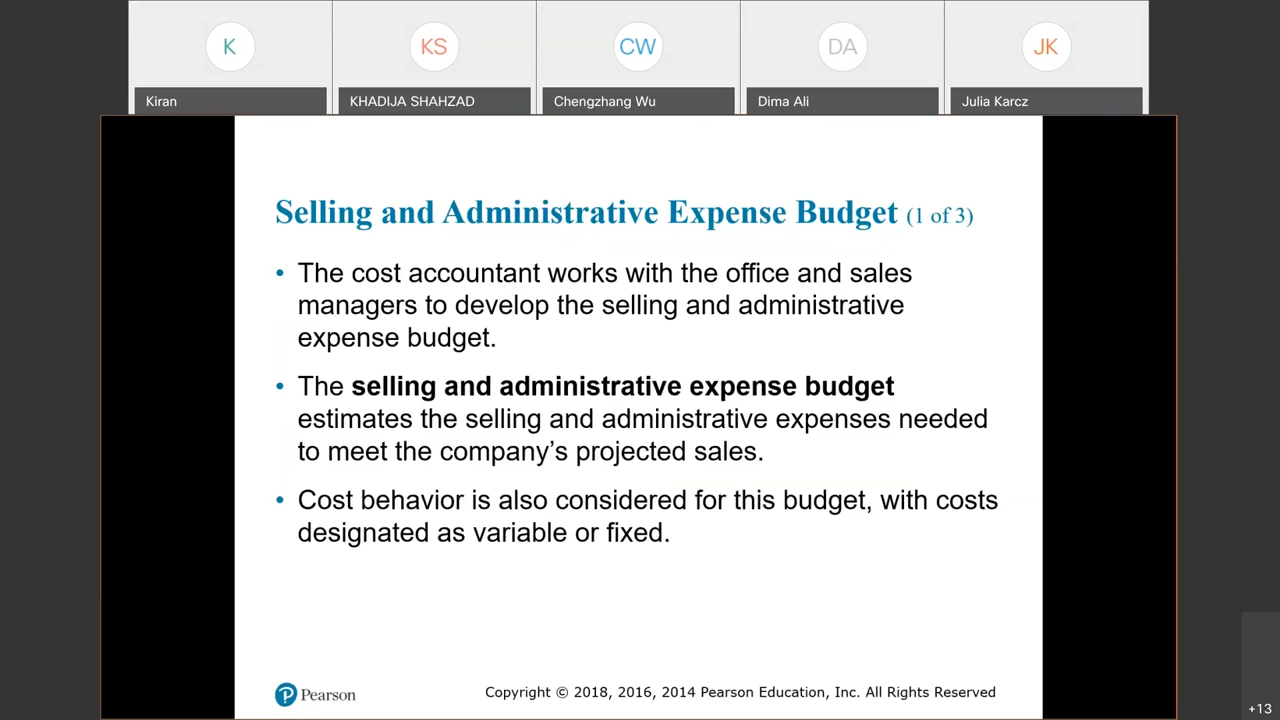 K
KS
CW
DA
JK
Kiran
KHADIJA SHAHZAD
Chengzhang Wu
Dima Ali
Julia Karcz
Selling and Administrative Expense Budget (1 of 3)
• The cost accountant works with the office and sales
managers to develop the selling and administrative
expense budget.
• The selling and administrative expense budget
estimates the selling and administrative expenses needed
to meet the company’s projected sales.
• Cost behavior is also considered for this budget, with costs
designated as variable or fixed.
P Pearson
Copyright © 2018, 2016, 2014 Pearson Education, Inc. All Rights Reserved
+13